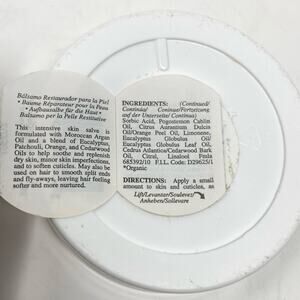 Bálsamo Restaurador para la Piel
• Baume Réparateur pour la Peau
• Aufbausalbe für die Haut •
Balsamo per la Pelle Restitutive
This intensive skin salve is
formulated with Moroccan Argan
Oil and a blend of Eucalyptus,
Patchouli, Orange, and Cedarwood
Oils to help soothe and replenish
dry skin, minor skin imperfections,
and to soften cuticles. May also be
used on hair to smooth split ends
and fly-aways, leaving hair feeling
softer and more nurtured.
INGREDIENTS: (Continued/
Continúa/ Continue/Fortsetzung
auf der Unterseite/ Continua)
Sorbic Acid, Pogostemon Cablin
Oil, Citrus Aurantium Dulcis
Oil/Orange Peel Oil, Limonene,
Eucalyptus Globulus Oil/
Eucalyptus Globulus Leaf Oil,
Cedrus Atlantica/Cedarwood Bark
Oil, Citral, Linalool Fmla
685392/10 F.I.L. Code: D29625/1
*Organic
DIRECTIONS: Apply a small
amount to skin and cuticles, as
Lift/Levantar/Soulevez/
Anheben/Sollevare